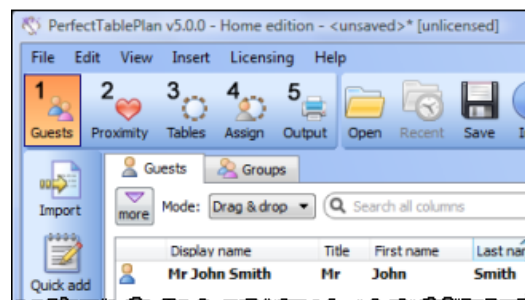 PerfectTablePlan v5.0.0 - Home edition - <unsaved>* [unlicensed]
File Edit View Insert Licensing Help
1 2 3 4 5
Guests Proximity Tables Assign Output Open Recent Save
Guests Groups
Import
more Mode: Drag & drop Search all columns
Display name Title First name
Mr John Smith Mr John Smith
Quick add